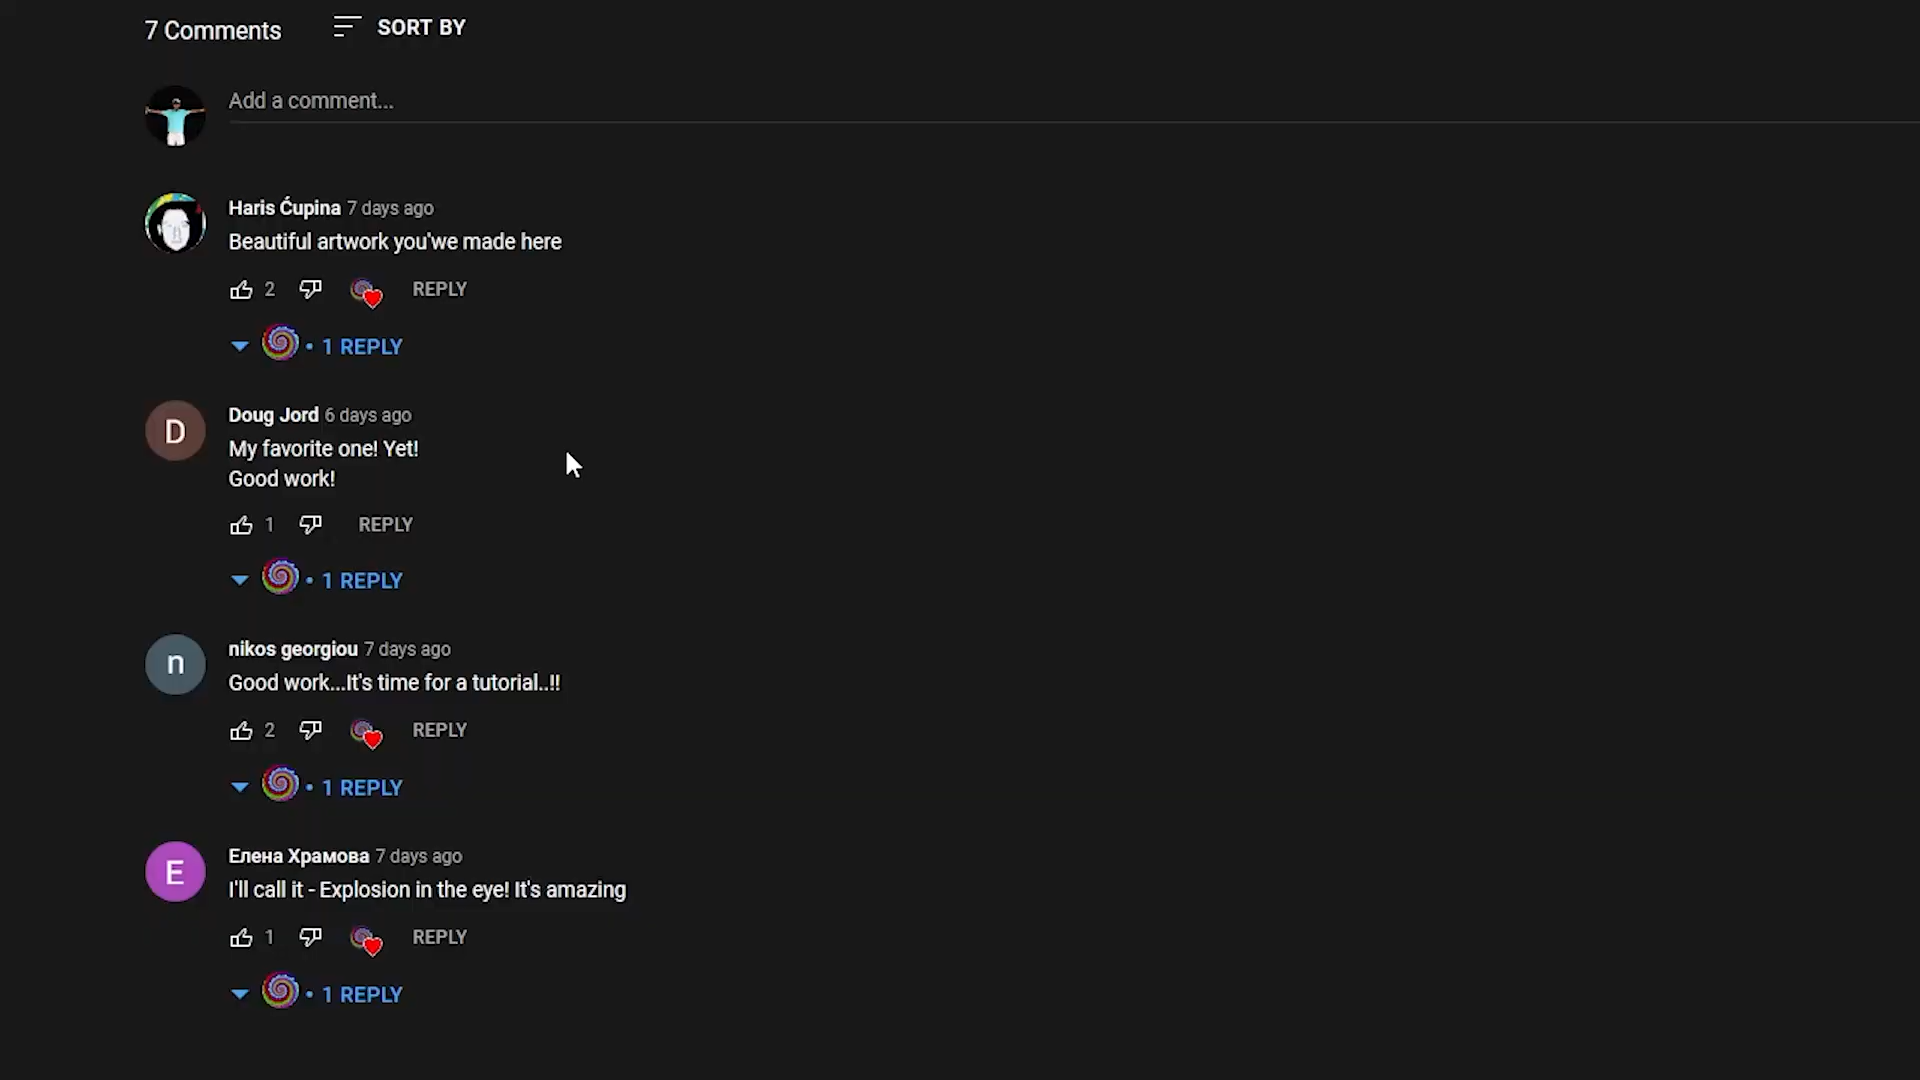 7 Comments
SORT BY
Add a comment...
Haris Ćupina 7 days ago
Beautiful artwork you'we made here
2
REPLY
• 1 REPLY
D
Doug Jord 6 days ago
My favorite one! Yet!
Good work!
1
REPLY
• 1 REPLY
n
nikos georgiou 7 days ago
Good work...It's time for a tutorial..!!
2
REPLY
• 1 REPLY
E
Елена Храмова 7 days ago
I'll call it - Explosion in the eye! It's amazing
1
REPLY
• 1 REPLY